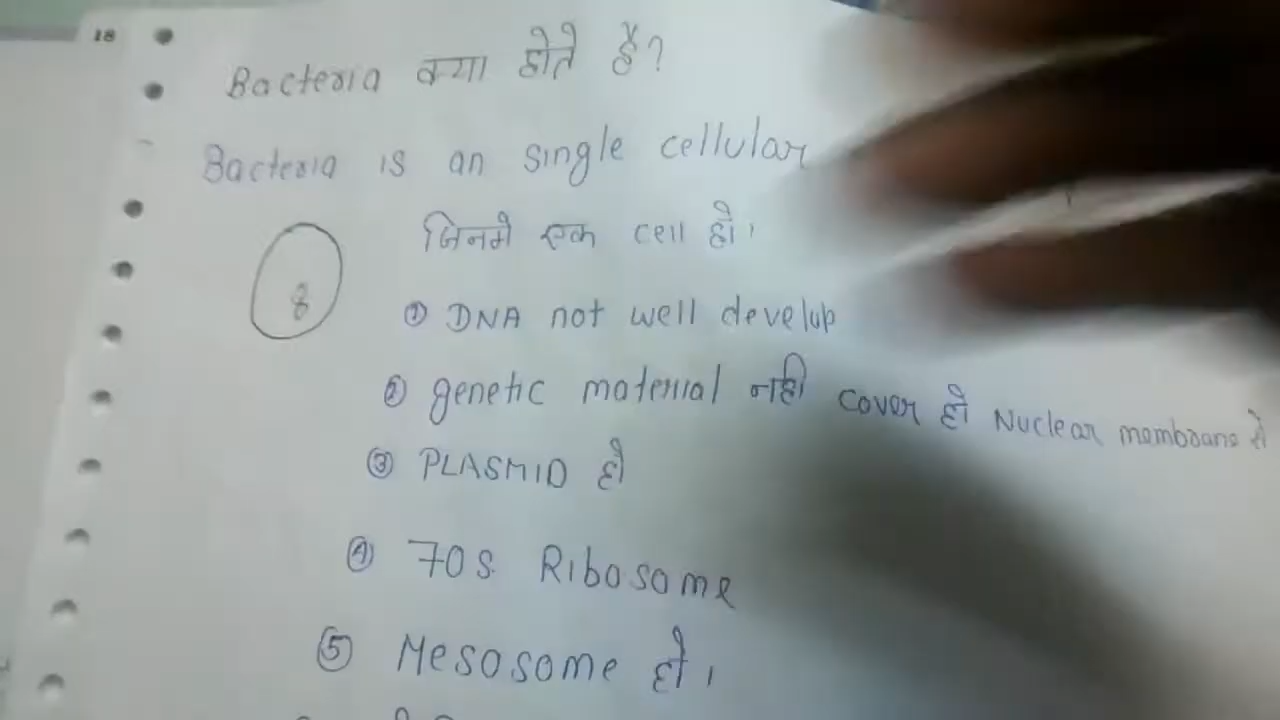 18
Bacteria क्या होते है?
Bacteria is an single cellular
जिनमे एक cell हो।
8
① DNA not well develop
② genetic material नही cover हो Nuclear membrane से
③ PLASMID हो
④ 70s Ribosome
⑤ Mesosome हो।